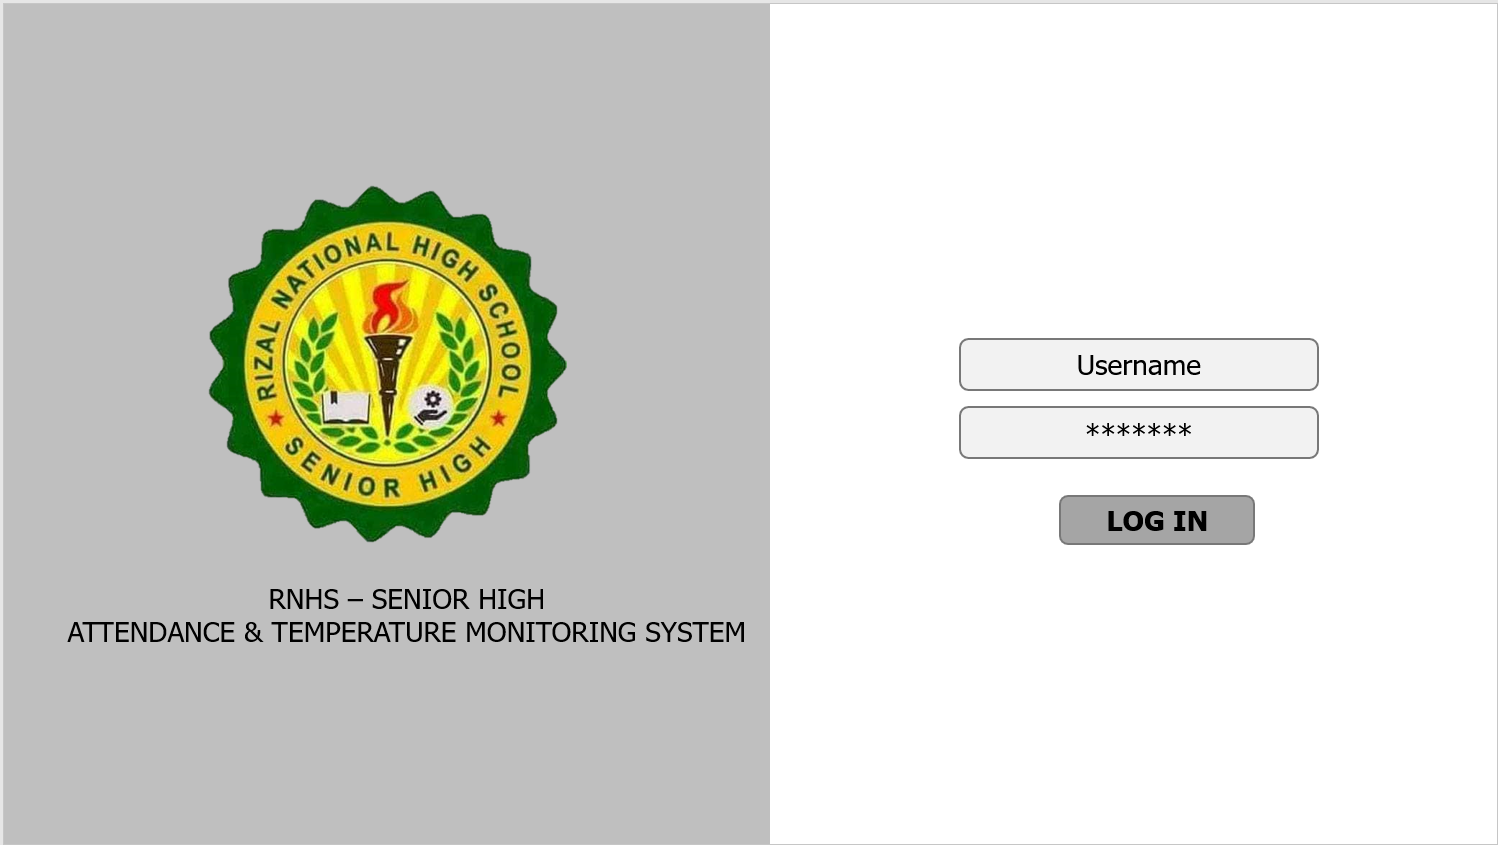 RIZAL NATIONAL HIGH SCHOOL
SENIOR HIGH
RNHS – SENIOR HIGH
ATTENDANCE & TEMPERATURE MONITORING SYSTEM
Username
*******
LOG IN